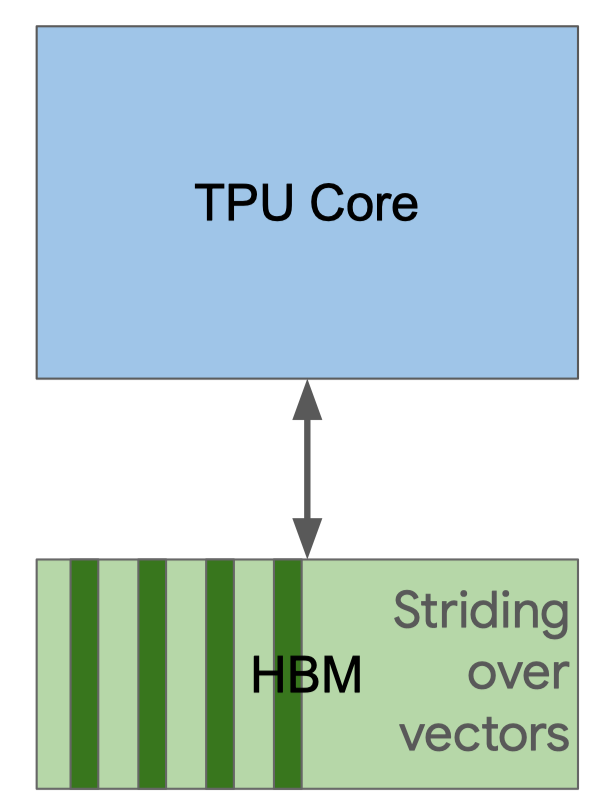 TPU Core
Striding
over
HBM
vectors